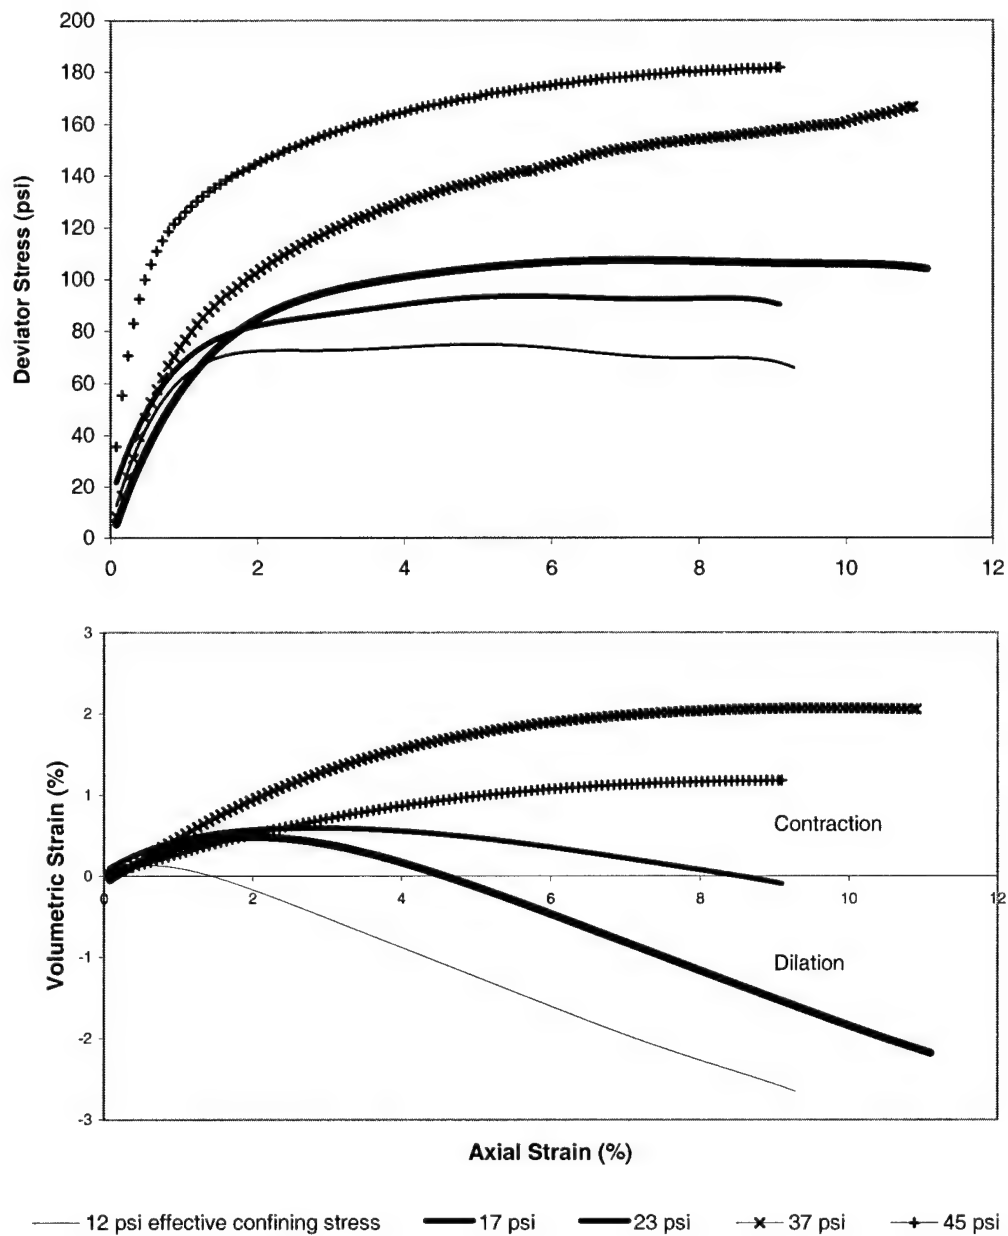 200
180
160
140
120
100
80
60
40
20
0
Deviator Stress (psi)
0 2 4 6 8 10 12
3
2
1
0
-1
-2
-3
Volumetric Strain (%)
2 4 6 8 10 12
Contraction
Dilation
Axial Strain (%)
12 psi effective confining stress 17 psi 23 psi 37 psi 45 psi